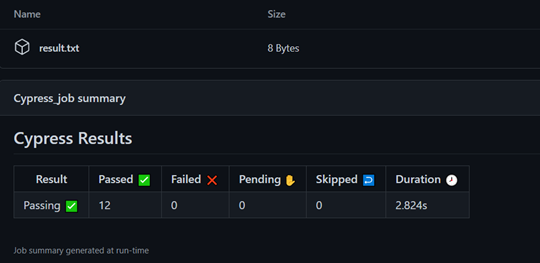 Name Size
result.txt 8 Bytes
Cypress_job summary
Cypress Results
Result Passed ✅ Failed ❌ Pending ✋ Skipped ↩️ Duration 🕗
Passing ✅ 12 0 0 0 2.824s
Job summary generated at run-time